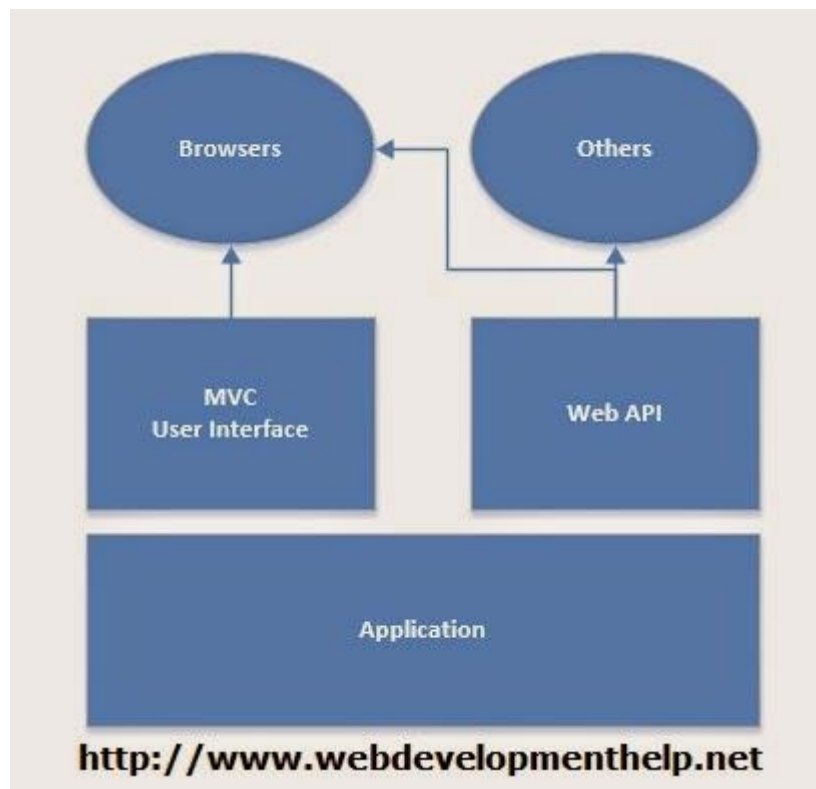 Browsers
Others
MVC
User Interface
Web API
Application
http://www.webdevelopmenthelp.net